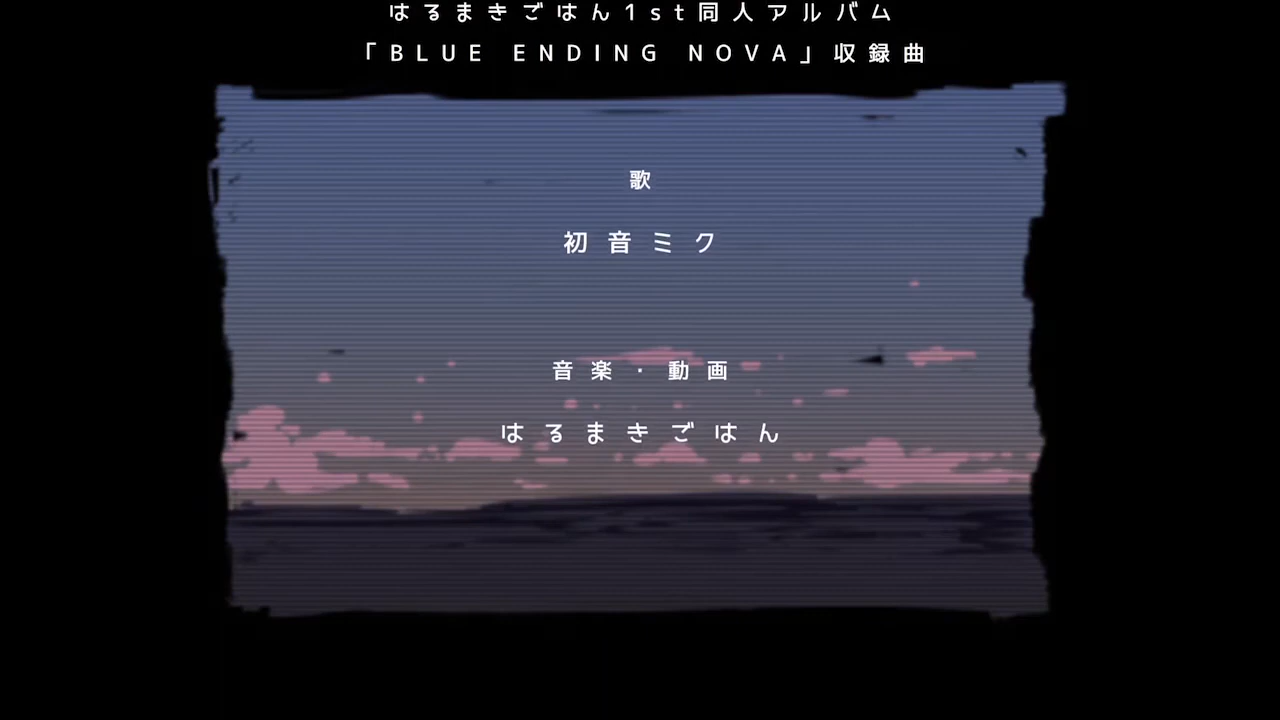 はるまきごはん1st同人アルバム
「BLUE ENDING NOVA」収録曲
歌
初音ミク
音楽・動画
はるまきごはん